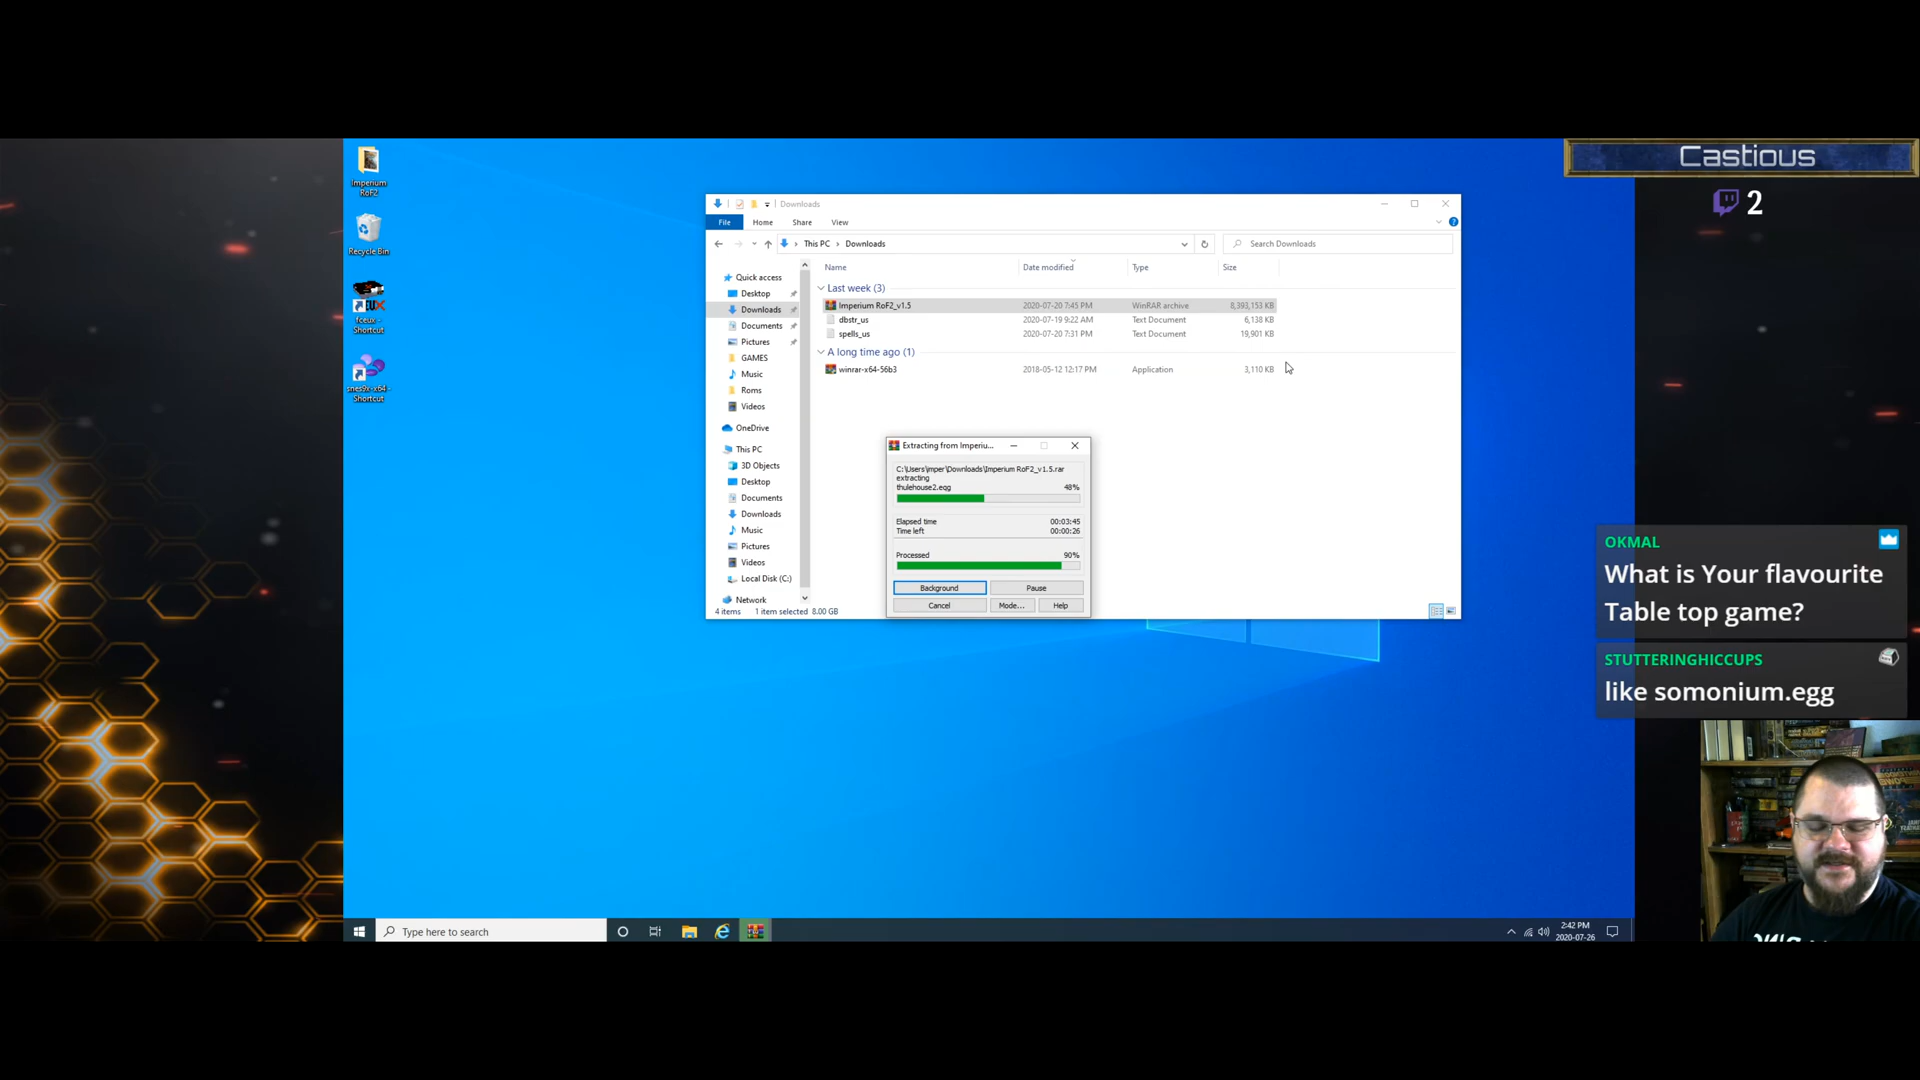 Castious
2
Imperium
RoF2
Recycle Bin
fceux -
Shortcut
snes9x-x64 -
Shortcut
Downloads
File Home Share View
This PC Downloads
Search Downloads
Name Date modified Type Size
Quick access
Desktop
Downloads
Documents
Pictures
GAMES
Music
Roms
Videos
OneDrive
This PC
3D Objects
Desktop
Documents
Downloads
Music
Pictures
Videos
Local Disk (C:)
Network
Last week (3)
Imperium RoF2_v1.5 2020-07-20 7:45 PM WinRAR archive 8,393,153 KB
dbstr_us 2020-07-19 9:22 AM Text Document 6,138 KB
spells_us 2020-07-20 7:31 PM Text Document 19,901 KB
A long time ago (1)
winrar-x64-56b3 2018-05-12 12:17 PM Application 3,110 KB
4 items 1 item selected 8.00 GB
Extracting from Imperiu...
C:\Users\imper\Downloads\Imperium RoF2_v1.5.rar
extracting
thulehouse2.eqg 48%
Elapsed time 00:03:45
Time left 00:00:26
Processed 90%
Background Pause
Cancel Mode... Help
OKMAL
What is Your flavourite
Table top game?
STUTTERINGHICCUPS
like somonium.egg
Type here to search
2:42 PM
2020-07-26